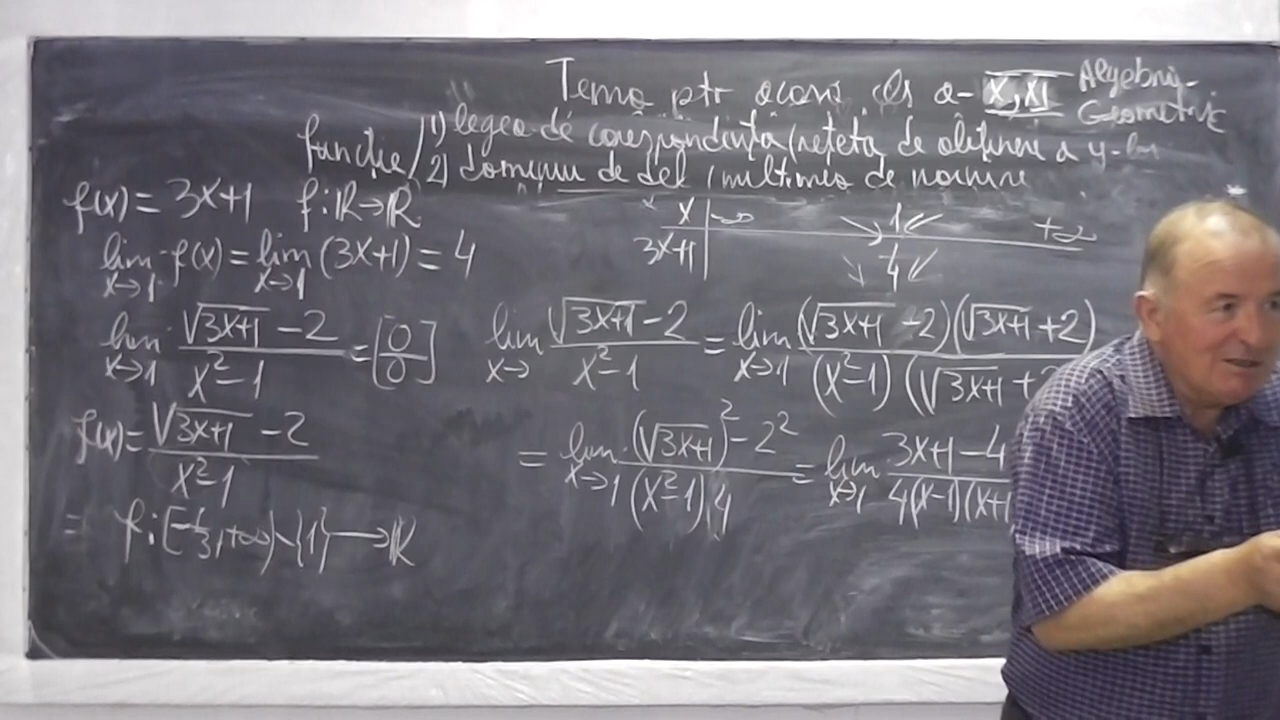 Tema ptr acasă cls a- X, XI Algebră- Geometrie
funcție 1) legea de corespondență (rețeta de obținere a y-lor
2) domeniu de def (mulțimea de pornire
f(x) = 3x+1 f:ℝ→ℝ
x -∞ 1 +∞
3x+1 4
lim x→1 f(x) = lim x→1 (3x+1) = 4
lim x→1 (√(3x+1) - 2)/(x²-1) = [0/0]
lim x→ (√(3x+1) - 2)/(x²-1) = lim x→1 (√(3x+1) - 2)(√(3x+1) + 2)/(x²-1)(√(3x+1) +
f(x) = (√(3x+1) - 2)/(x²-1)
= lim x→1 ((√(3x+1))² - 2²)/(x²-1)4 = lim x→1 (3x+1-4)/4(x-1)(x+1
= f:[-1/3,+∞)\{1}→ℝ